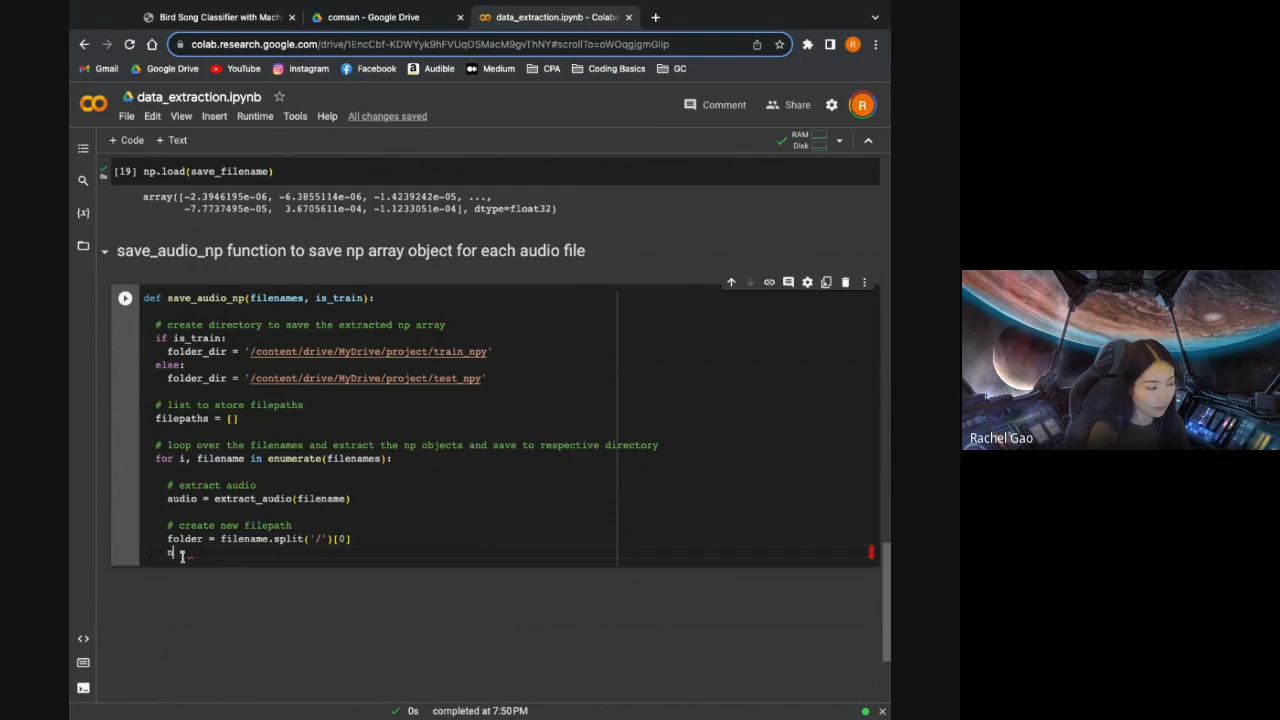 Bird Song Classifier with Mach
comsan - Google Drive
data_extraction.ipynb - Colabo
colab.research.google.com/drive/1EncCbf-KDWYyk9hFVUqOSMacM9gvThNY#scrollTo=oWOqgjgmGiip
R
Gmail
Google Drive
YouTube
Instagram
Facebook
Audible
Medium
CPA
Coding Basics
GC
data_extraction.ipynb
Comment
Share
R
File Edit View Insert Runtime Tools Help All changes saved
+ Code + Text
RAM
Disk
[19] np.load(save_filename)
0s
array([-2.3946195e-06, -6.3855114e-06, -1.4239242e-05, ...,
-7.7737495e-05, 3.6705611e-04, -1.1233051e-04], dtype=float32)
save_audio_np function to save np array object for each audio file
def save_audio_np(filenames, is_train):
# create directory to save the extracted np array
if is_train:
folder_dir = '/content/drive/MyDrive/project/train_npy'
else:
folder_dir = '/content/drive/MyDrive/project/test_npy'
# list to store filepaths
filepaths = []
# loop over the filenames and extract the np objects and save to respective directory
for i, filename in enumerate(filenames):
# extract audio
audio = extract_audio(filename)
# create new filepath
folder = filename.split('/')[0]
n
Rachel Gao
0s completed at 7:50 PM